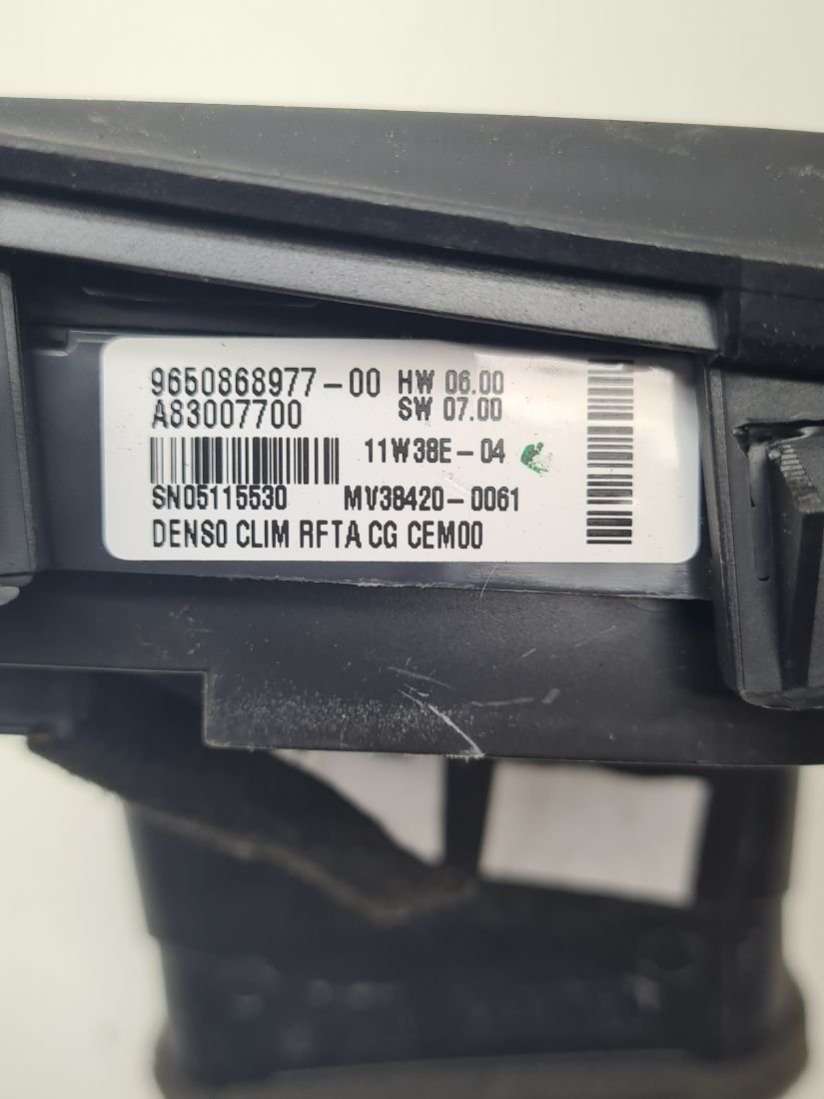 9650868977-00 HW 06.00
A83007700 SW 07.00
11W38E-04
SN05115530 MV38420-0061
DENSO CLIM RFTA CG CEM00